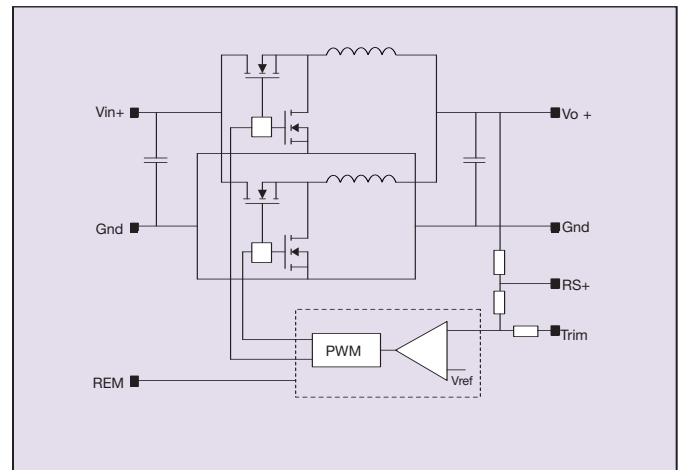 Vin+
Vo +
Gnd
Gnd
RS+
Trim
PWM
Vref
REM